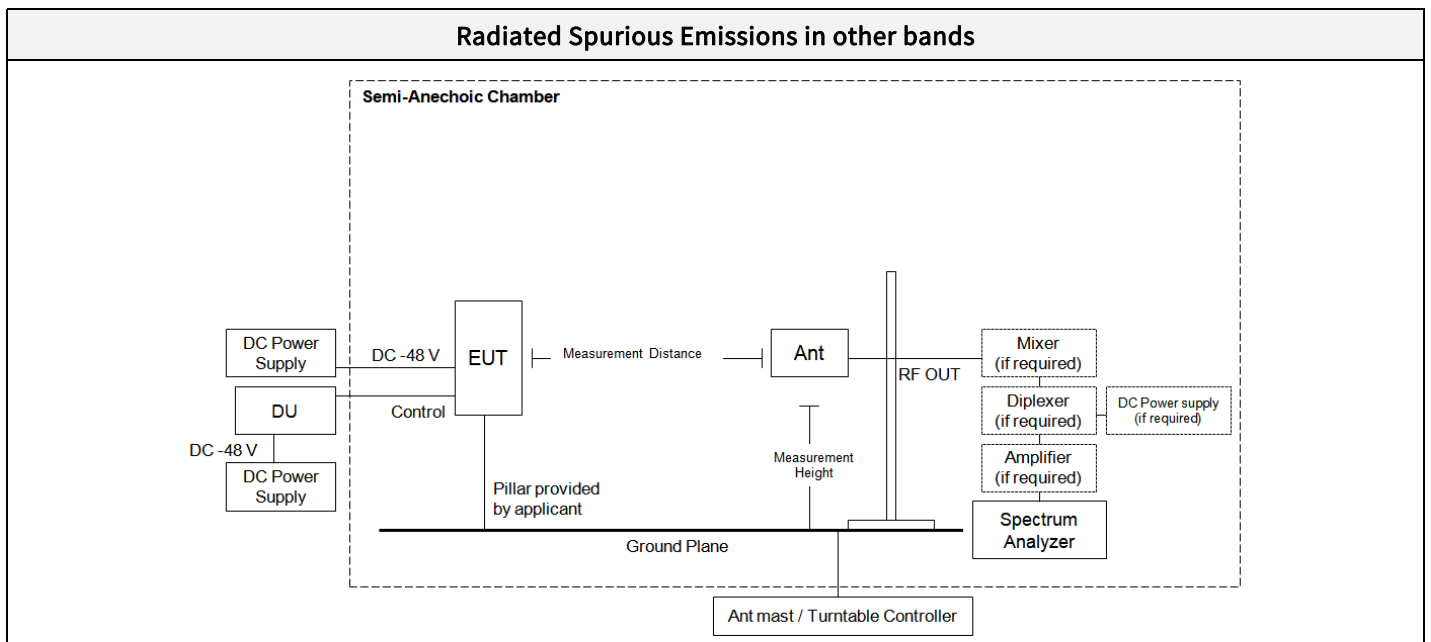 Radiated Spurious Emissions in other bands
Semi-Anechoic Chamber
DC Power
Supply
DC -48 V
EUT
Measurement Distance
Ant
RF OUT
Mixer
(if required)
DU
Control
Diplexer
(if required)
DC Power supply
(if required)
DC -48 V
DC Power
Supply
Measurement
Height
Amplifier
(if required)
Pillar provided
by applicant
Spectrum
Analyzer
Ground Plane
Ant mast / Turntable Controller